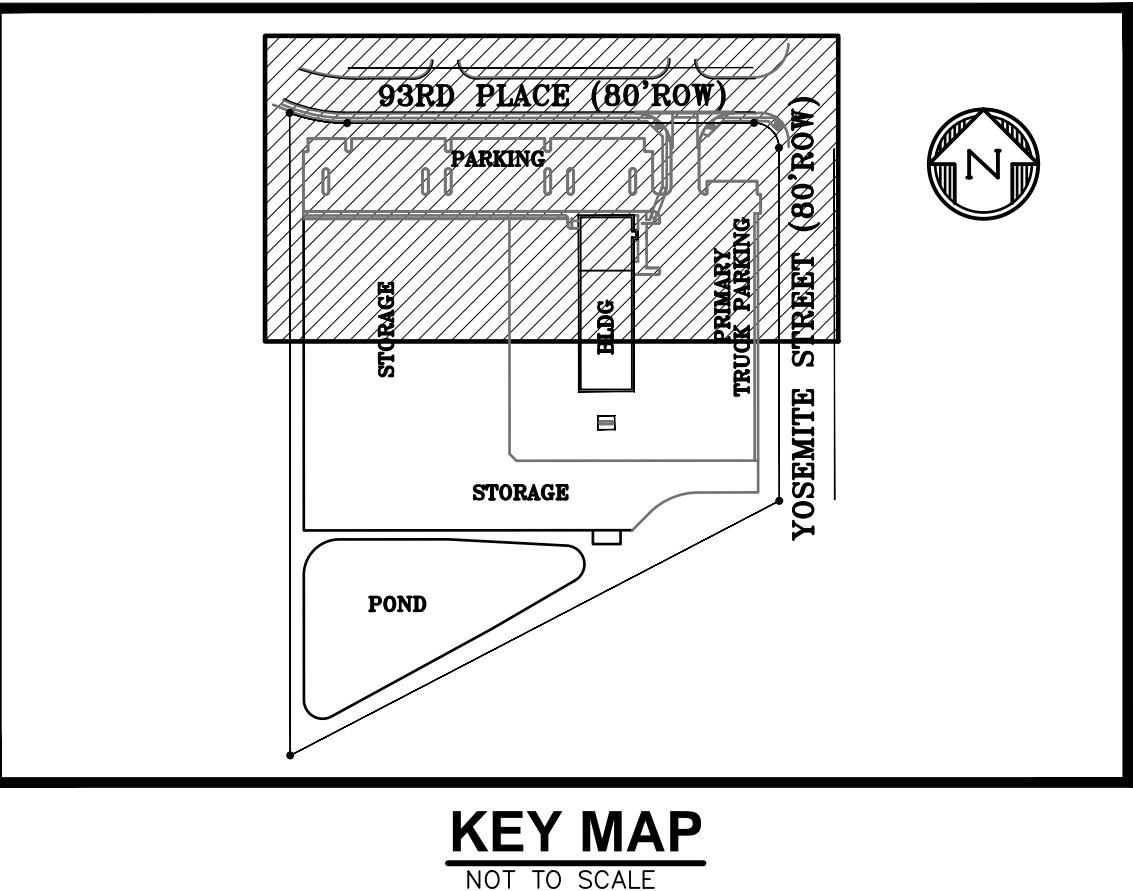 93RD PLACE (80'ROW)
PARKING
N
YOSEMITE STREET (80'ROW)
PRIMARY
TRUCK PARKING
STORAGE
BLDG
STORAGE
POND
KEY MAP
NOT TO SCALE